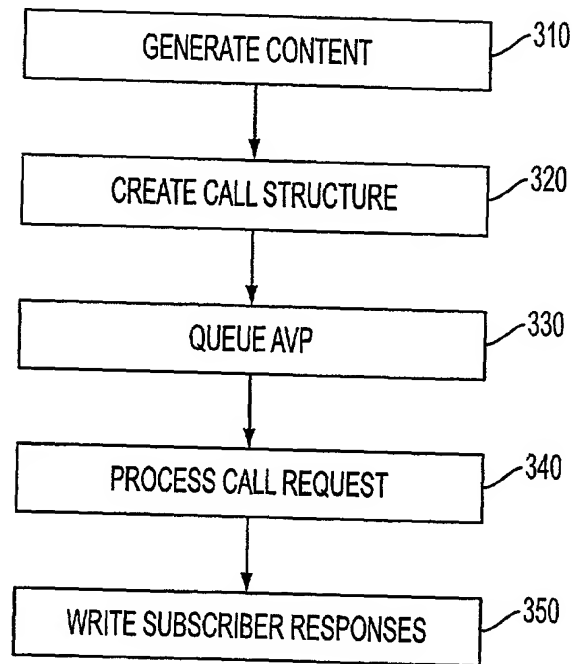 GENERATE CONTENT
310
CREATE CALL STRUCTURE
320
QUEUE AVP
330
PROCESS CALL REQUEST
340
WRITE SUBSCRIBER RESPONSES
350